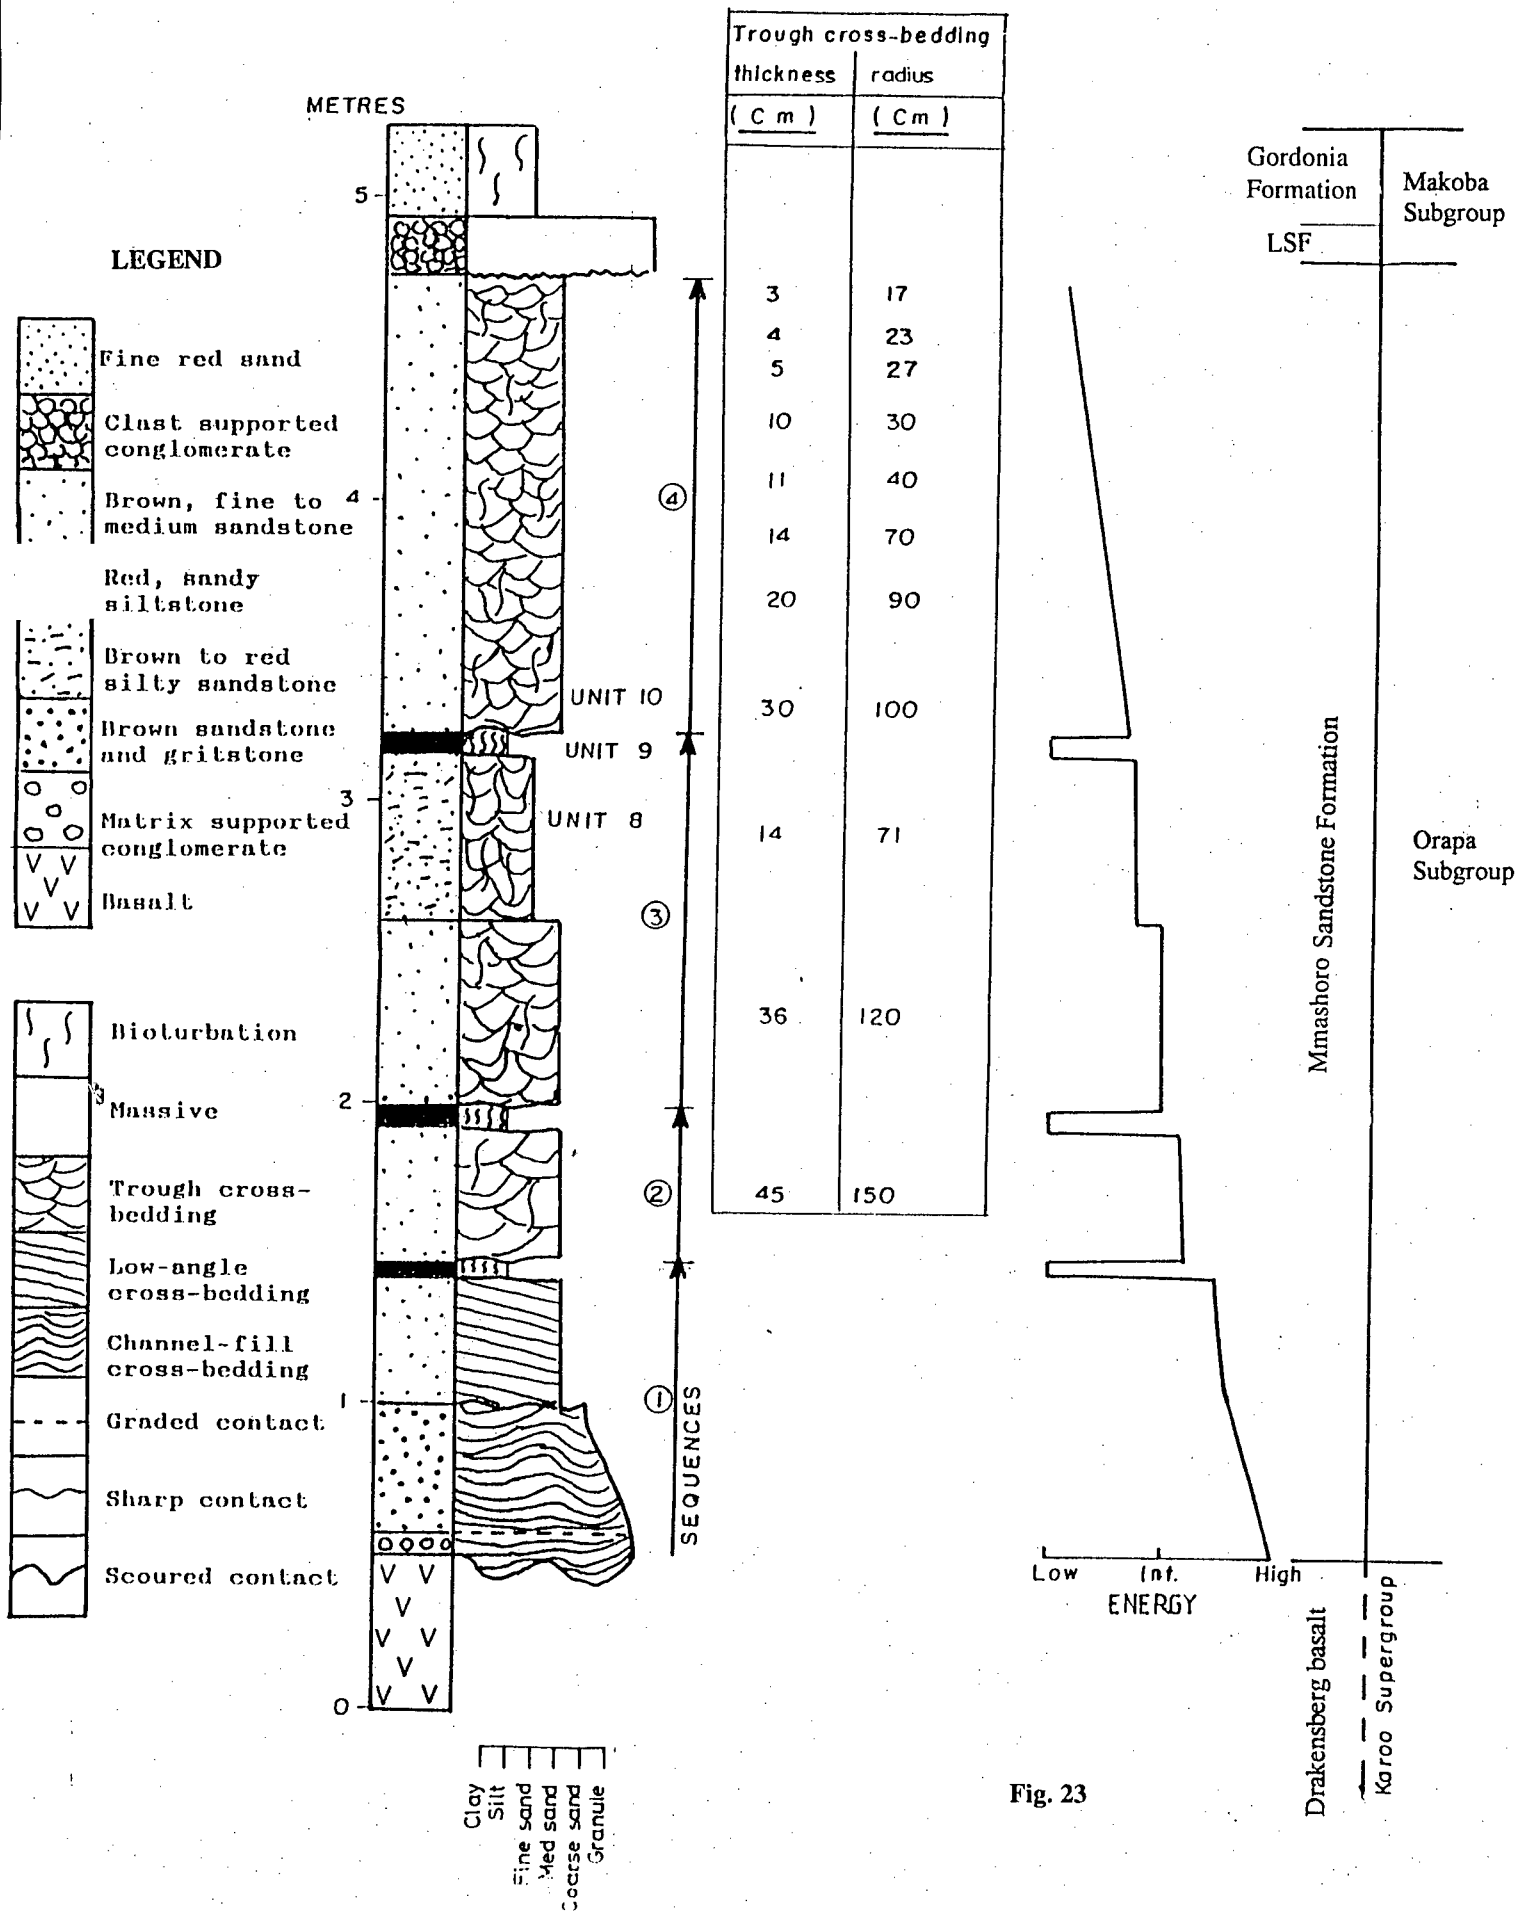 Trough cross-bedding
thickness radius
( Cm ) ( Cm )
METRES
5
4
3
2
1
0
LEGEND
Fine red sand
Clast supported
conglomerate
Brown, fine to
medium sandstone
Red, sandy
siltstone
Brown to red
silty sandstone
Brown sandstone
and gritstone
Matrix supported
conglomerate
Basalt
Bioturbation
Massive
Trough cross-
bedding
Low-angle
cross-bedding
Channel-fill
cross-bedding
Graded contact
Sharp contact
Scoured contact
UNIT 10
UNIT 9
UNIT 8
4
3
2
1
SEQUENCES
3 17
4 23
5 27
10 30
11 40
14 70
20 90
30 100
14 71
36 120
45 150
Gordonia
Formation
LSF
Makoba
Subgroup
Mmashoro Sandstone Formation
Orapa
Subgroup
Low Int. High
ENERGY
Drakensberg basalt
Karoo Supergroup
Clay
Silt
Fine sand
Med sand
Coarse sand
Granule
Fig. 23